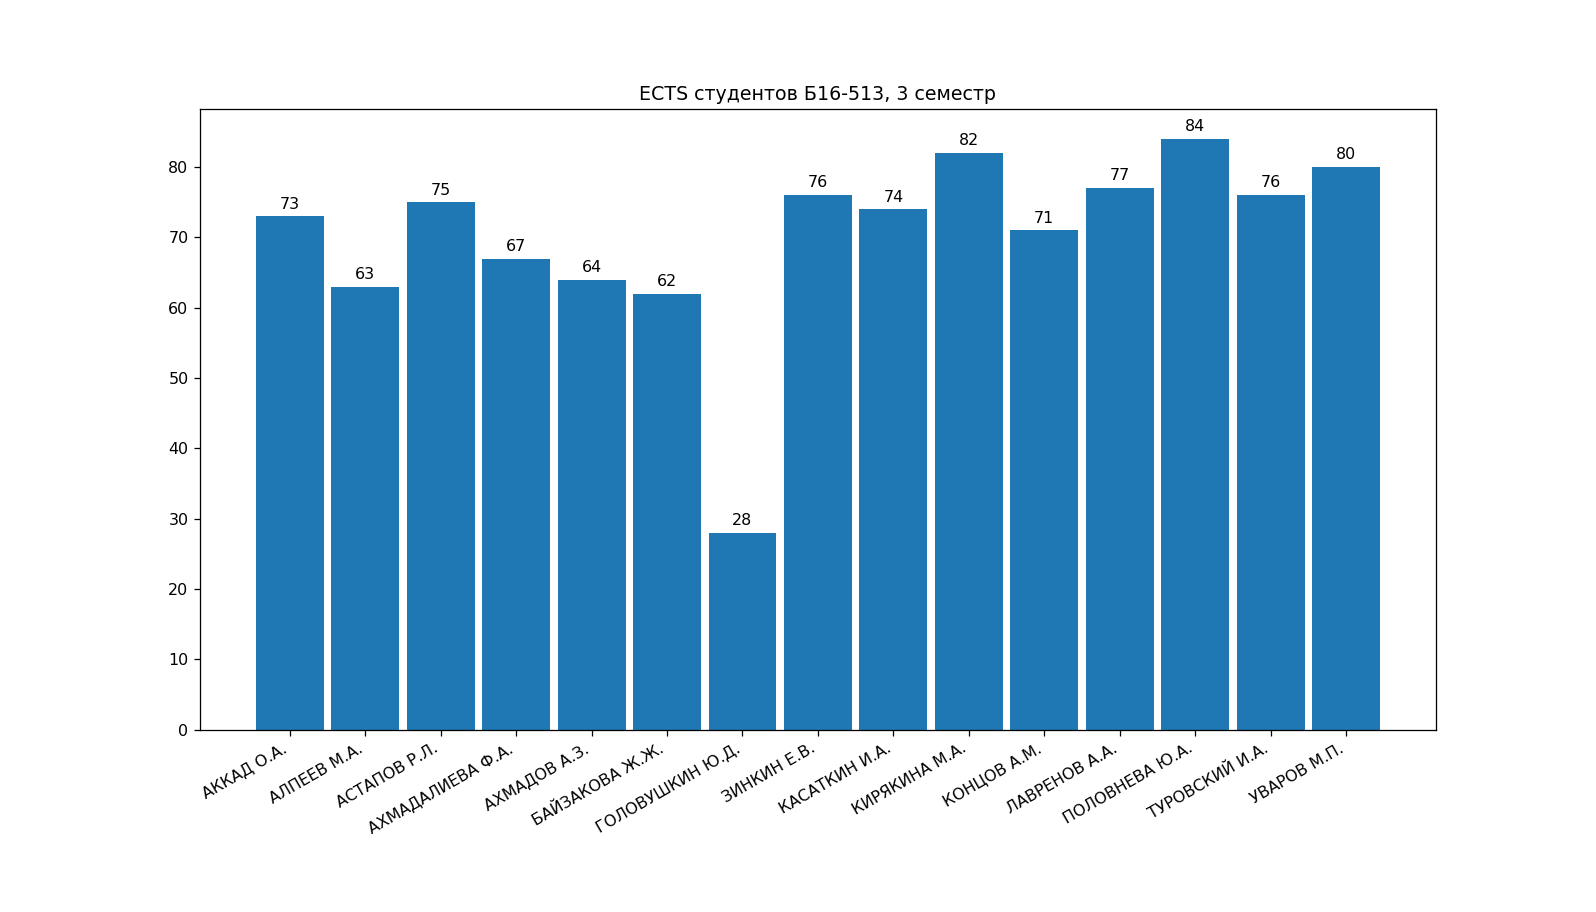 ECTS студентов Б16-513, 3 семестр
84
82
80
80
77
76
76
75
74
73
71
70
67
64
63
62
60
50
40
30
28
20
10
0
АККАД О.А.
АЛПЕЕВ М.А.
АСТАПОВ Р.Л.
АХМАДАЛИЕВА Ф.А.
АХМАДОВ А.З.
БАЙЗАКОВА Ж.Ж.
ГОЛОВУШКИН Ю.Д.
ЗИНКИН Е.В.
КАСАТКИН И.А.
КИРЯКИНА М.А.
КОНЦОВ А.М.
ЛАВРЕНОВ А.А.
ПОЛОВНЕВА Ю.А.
ТУРОВСКИЙ И.А.
УВАРОВ М.П.